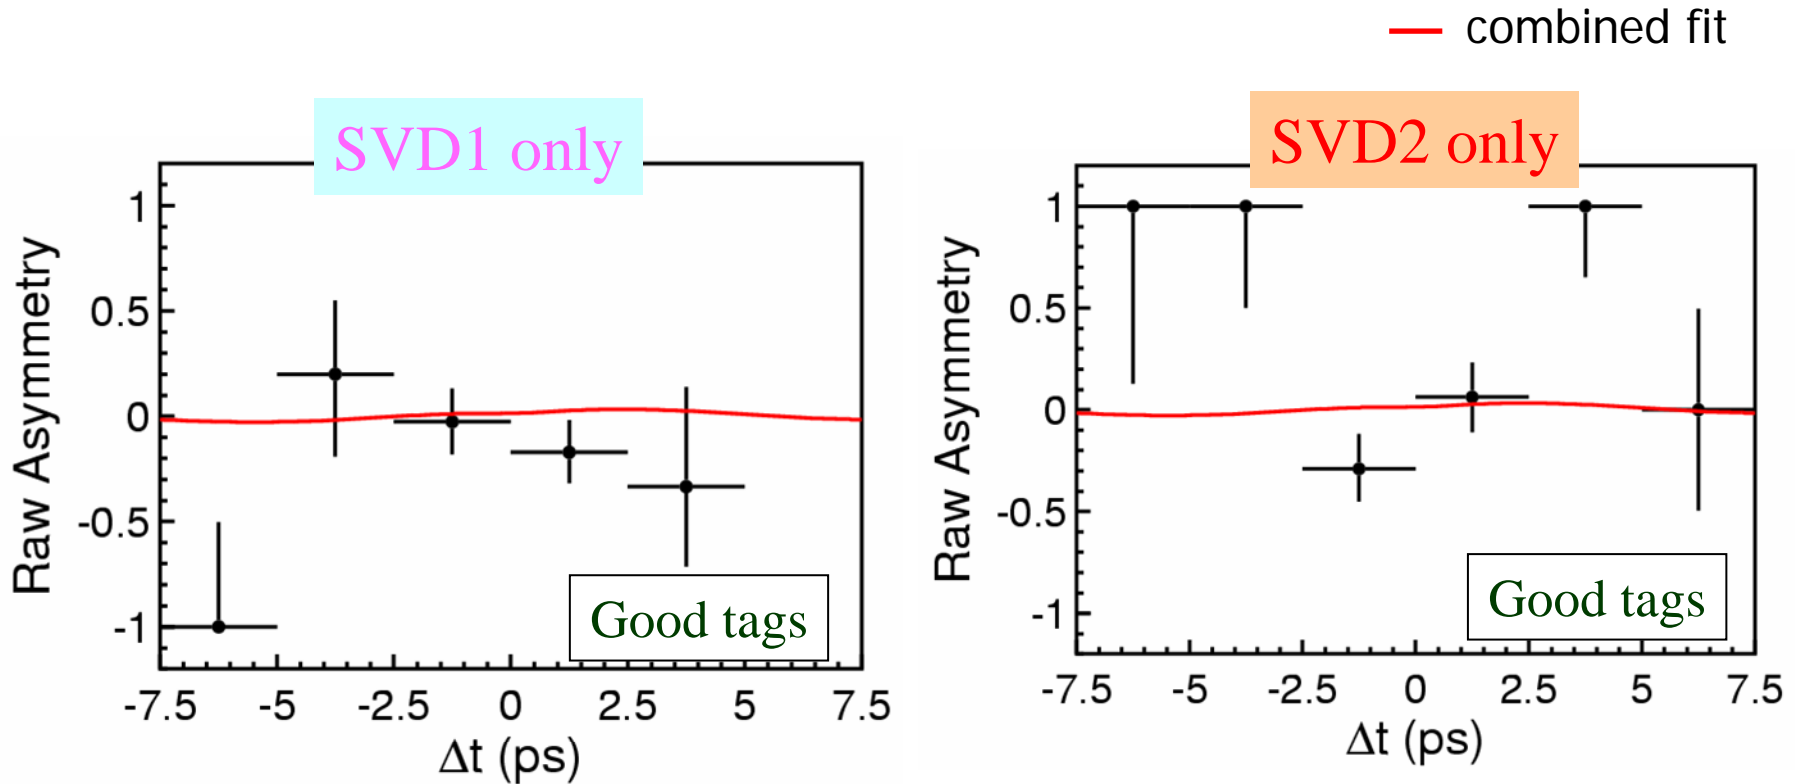 combined fit
SVD1 only
Raw Asymmetry
1
0.5
0
-0.5
-1
Good tags
-7.5 -5 -2.5 0 2.5 5 7.5
Δt (ps)
SVD2 only
Raw Asymmetry
1
0.5
0
-0.5
-1
Good tags
-7.5 -5 -2.5 0 2.5 5 7.5
Δt (ps)